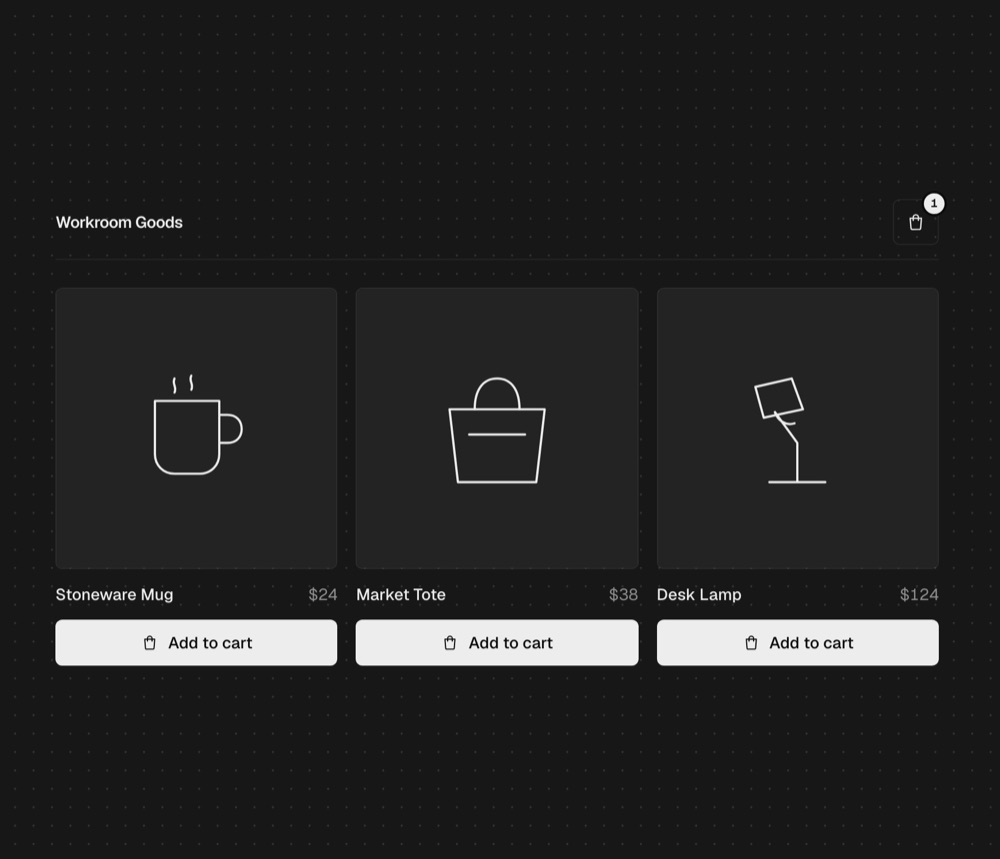 Workroom Goods
1
Stoneware Mug $24
Market Tote $38
Desk Lamp $124
Add to cart
Add to cart
Add to cart